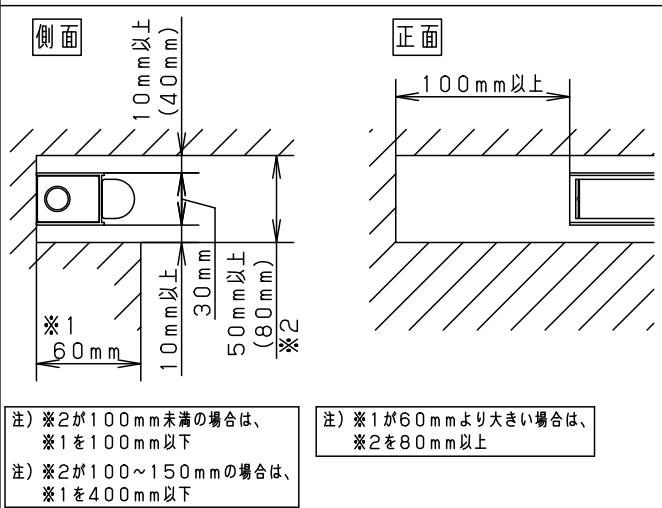 側面
10mm以上
(40mm)
※1
60mm
10mm以上
30mm
50mm以上
(80mm)
※2
正面
100mm以上
注) ※2が100mm未満の場合は、
※1を100mm以下
注) ※2が100~150mmの場合は、
※1を400mm以下
注) ※1が60mmより大きい場合は、
※2を80mm以上